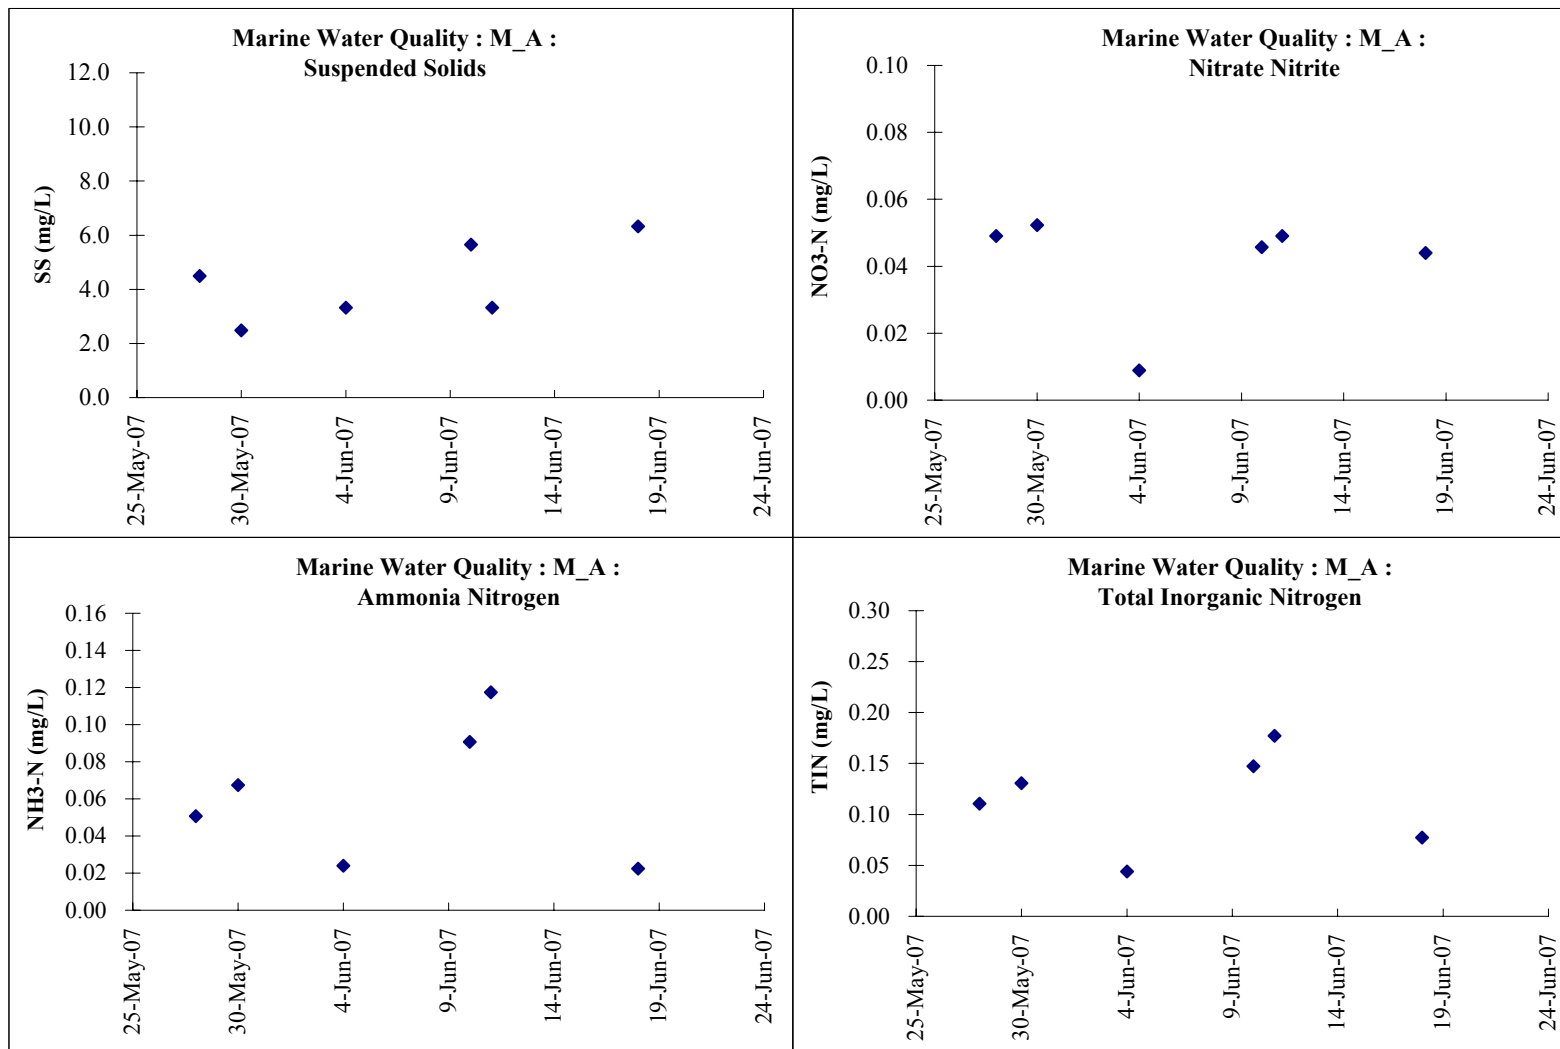 Marine Water Quality : M_A :
Suspended Solids
12.0
10.0
8.0
6.0
4.0
2.0
0.0
SS (mg/L)
25-May-07
30-May-07
4-Jun-07
9-Jun-07
14-Jun-07
19-Jun-07
24-Jun-07
Marine Water Quality : M_A :
Nitrate Nitrite
0.10
0.08
0.06
0.04
0.02
0.00
NO3-N (mg/L)
25-May-07
30-May-07
4-Jun-07
9-Jun-07
14-Jun-07
19-Jun-07
24-Jun-07
Marine Water Quality : M_A :
Ammonia Nitrogen
0.16
0.14
0.12
0.10
0.08
0.06
0.04
0.02
0.00
NH3-N (mg/L)
25-May-07
30-May-07
4-Jun-07
9-Jun-07
14-Jun-07
19-Jun-07
24-Jun-07
Marine Water Quality : M_A :
Total Inorganic Nitrogen
0.30
0.25
0.20
0.15
0.10
0.05
0.00
TIN (mg/L)
25-May-07
30-May-07
4-Jun-07
9-Jun-07
14-Jun-07
19-Jun-07
24-Jun-07